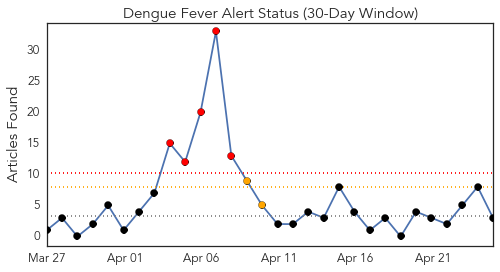 Dengue Fever Alert Status (30-Day Window)
Articles Found
30
25
20
15
10
5
0
Mar 27
Apr 01
Apr 06
Apr 11
Apr 16
Apr 21